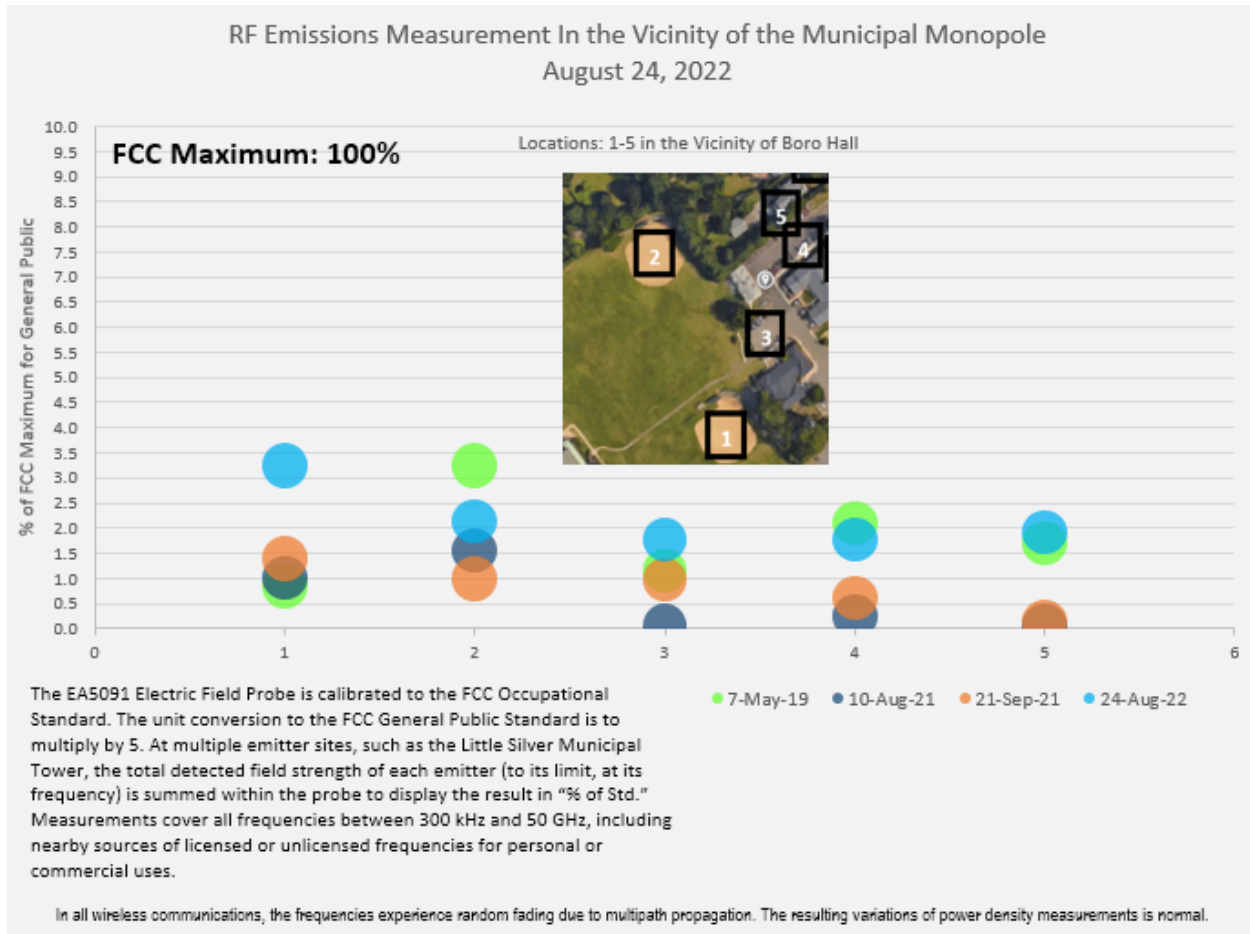 RF Emissions Measurement In the Vicinity of the Municipal Monopole
August 24, 2022
FCC Maximum: 100%
Locations: 1-5 in the Vicinity of Boro Hall
% of FCC Maximum for General Public
10.0
9.5
9.0
8.5
8.0
7.5
7.0
6.5
6.0
5.5
5.0
4.5
4.0
3.5
3.0
2.5
2.0
1.5
1.0
0.5
0.0
5
4
2
3
1
0 1 2 3 4 5 6
7-May-19 10-Aug-21 21-Sep-21 24-Aug-22
The EA5091 Electric Field Probe is calibrated to the FCC Occupational
Standard. The unit conversion to the FCC General Public Standard is to
multiply by 5. At multiple emitter sites, such as the Little Silver Municipal
Tower, the total detected field strength of each emitter (to its limit, at its
frequency) is summed within the probe to display the result in “% of Std.”
Measurements cover all frequencies between 300 kHz and 50 GHz, including
nearby sources of licensed or unlicensed frequencies for personal or
commercial uses.
In all wireless communications, the frequencies experience random fading due to multipath propagation. The resulting variations of power density measurements is normal.